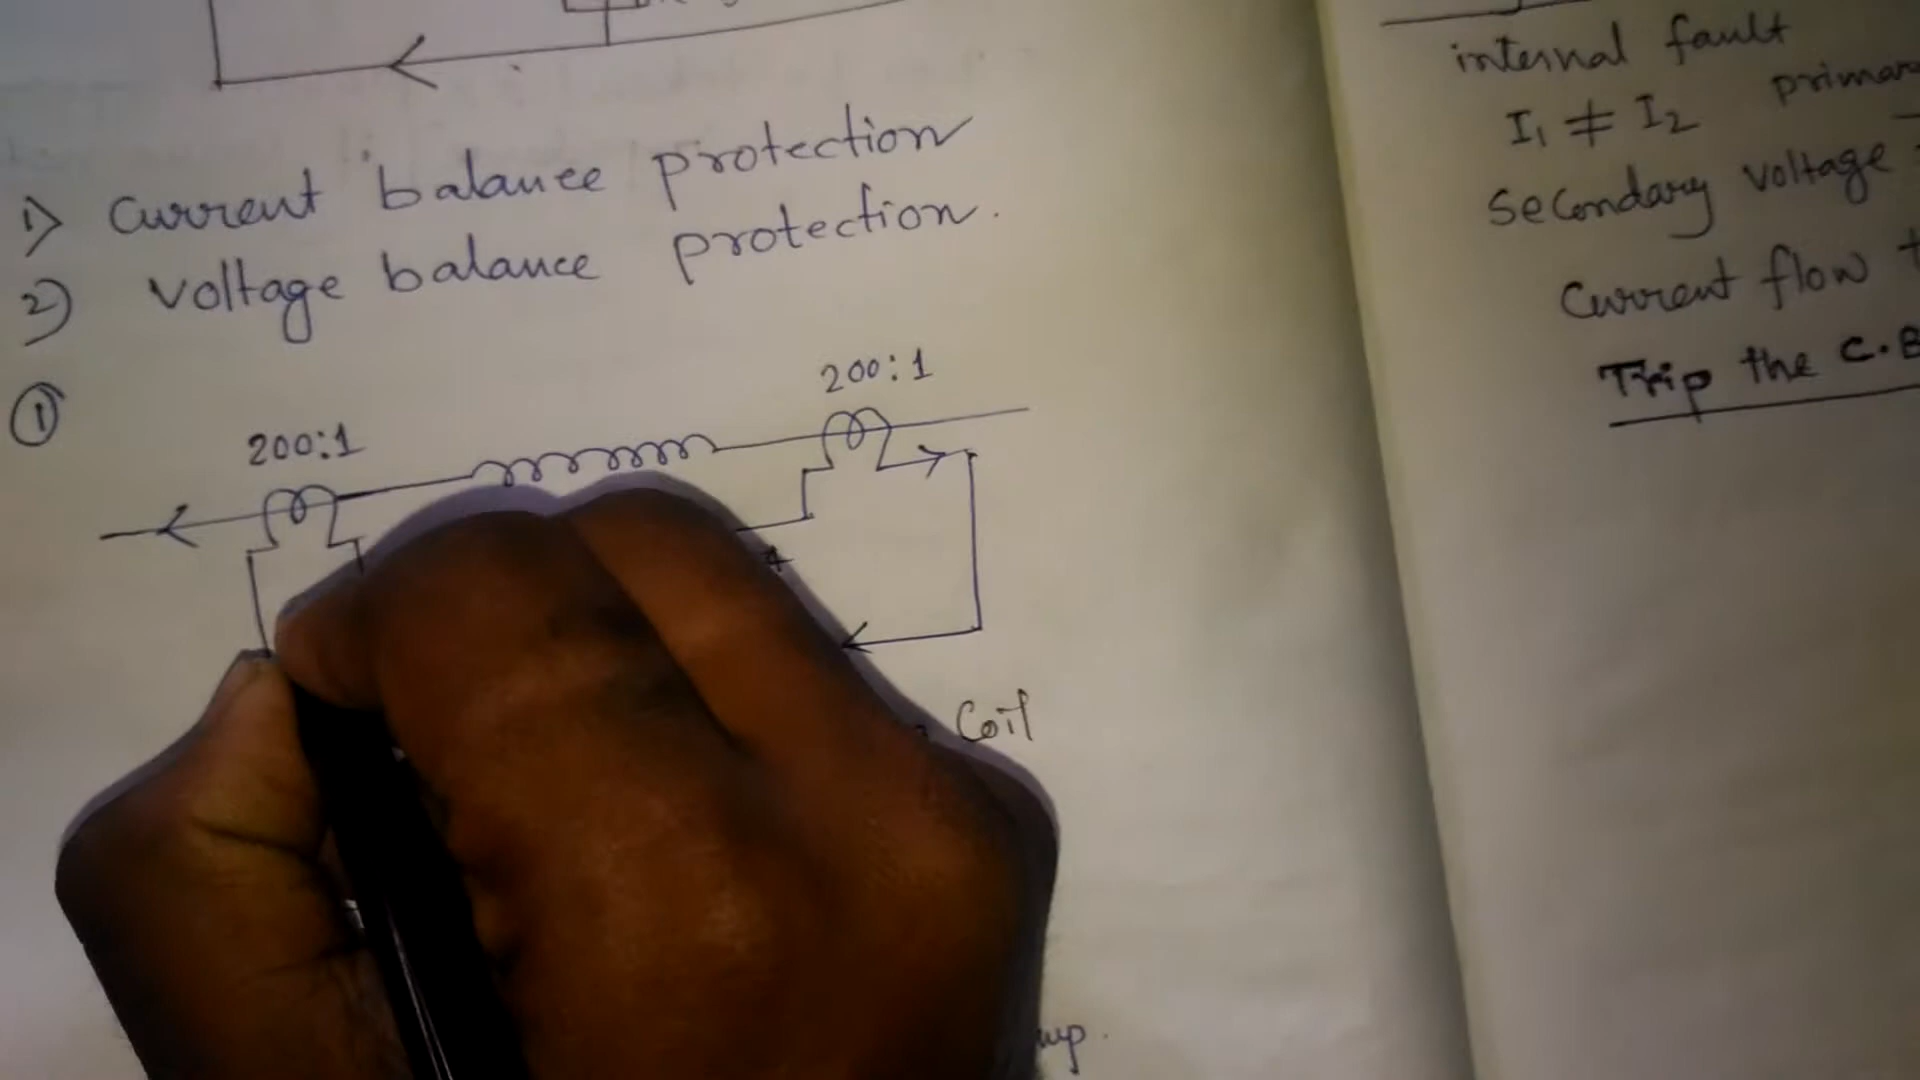 1) Current balance protection
2) Voltage balance protection.
①
200:1
200:1
+
Coil
internal fault
I₁ ≠ I₂
Secondary voltage
Current flow
Trip the C.B